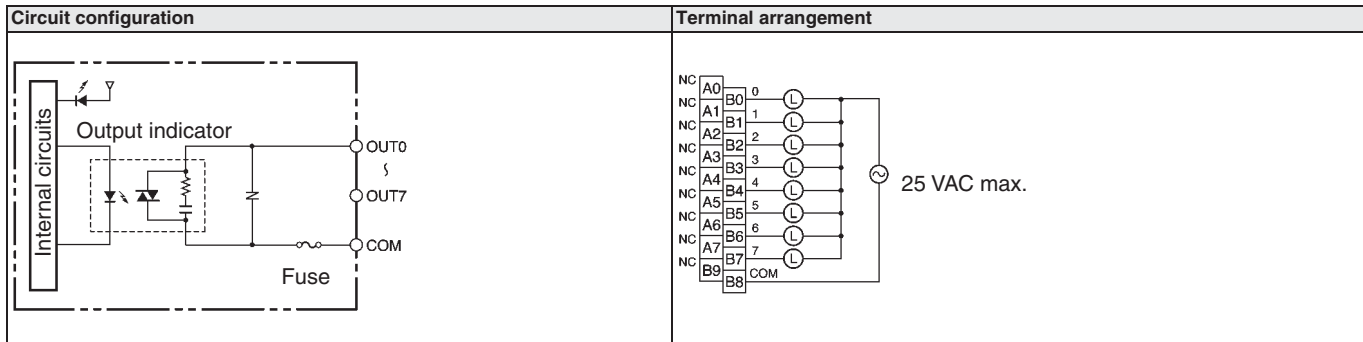 Circuit configuration
Terminal arrangement
Internal circuits
Output indicator
OUT0
∫
OUT7
COM
Fuse
NC A0
B0 0 L
NC A1
B1 1 L
NC A2
B2 2 L
NC A3
B3 3 L
NC A4
B4 4 L
NC A5
B5 5 L
NC A6
B6 6 L
NC A7
B7 7 L
NC B9
B8 COM
25 VAC max.